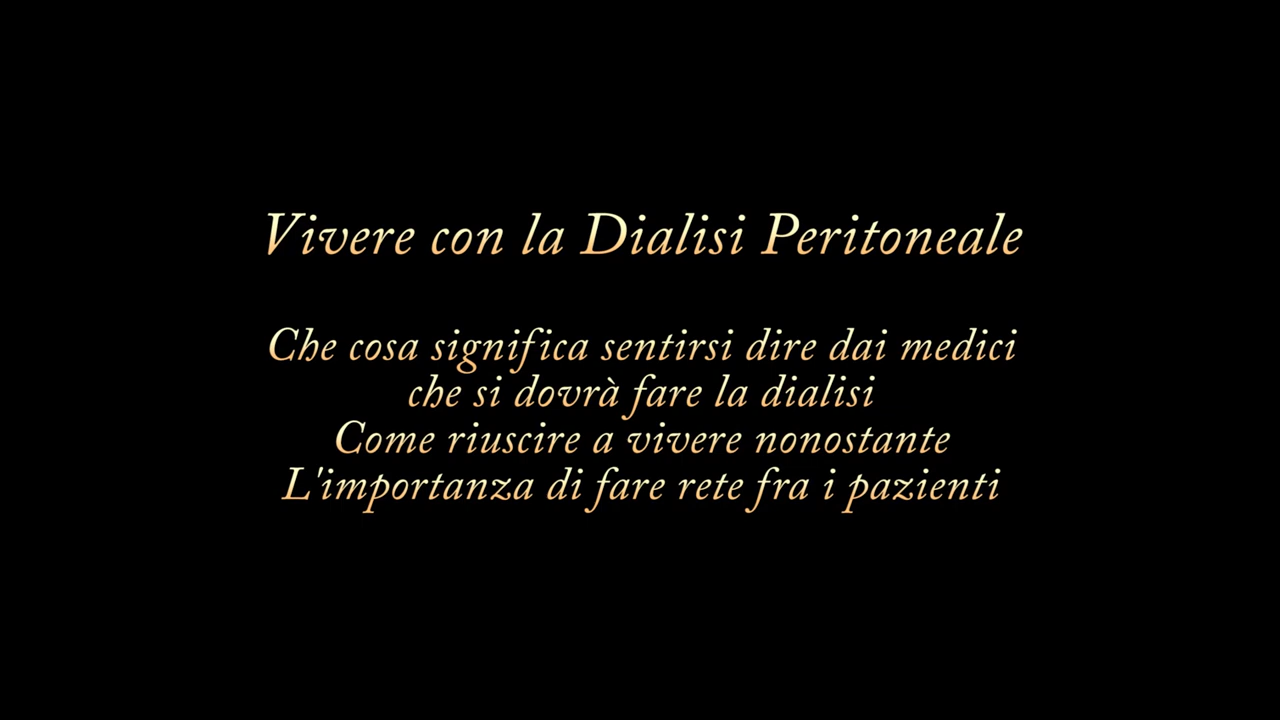 Vivere con la Dialisi Peritoneale
Che cosa significa sentirsi dire dai medici
che si dovrà fare la dialisi
Come riuscire a vivere nonostante
L'importanza di fare rete fra i pazienti